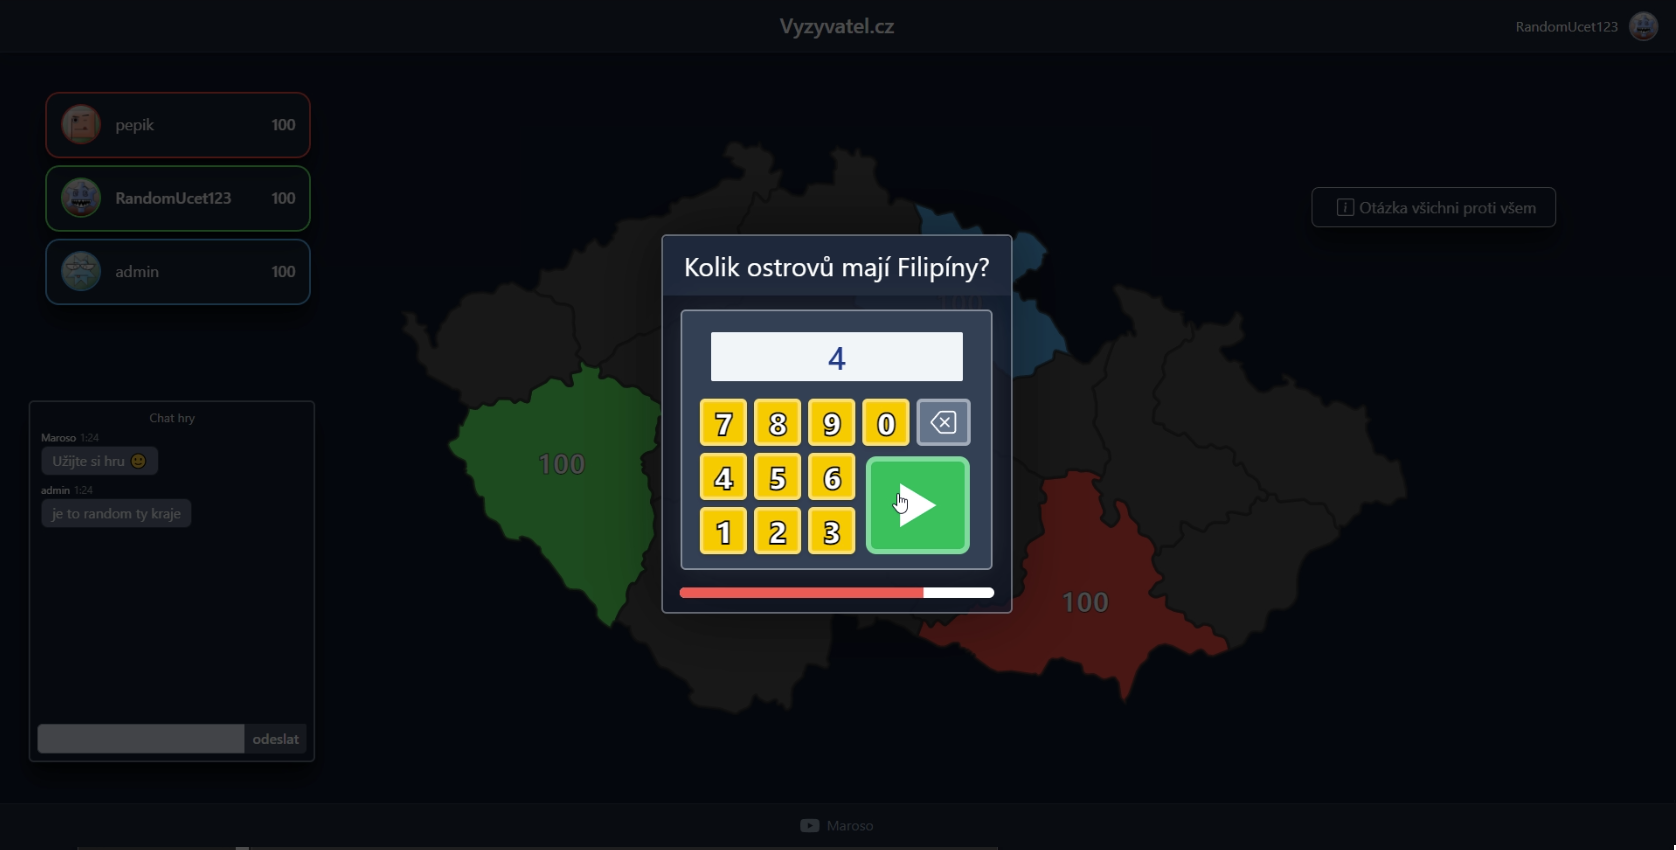 Vyzyvatel.cz
RandomUcet123
pepik 100
RandomUcet123 100
admin 100
Otázka všichni proti všem
Kolik ostrovů mají Filipíny?
100
4
7 8 9 0
4 5 6
1 2 3
100
100
Chat hry
Maroso 1:24
Užijte si hru
admin 1:24
je to random ty kraje
odeslat
Maroso